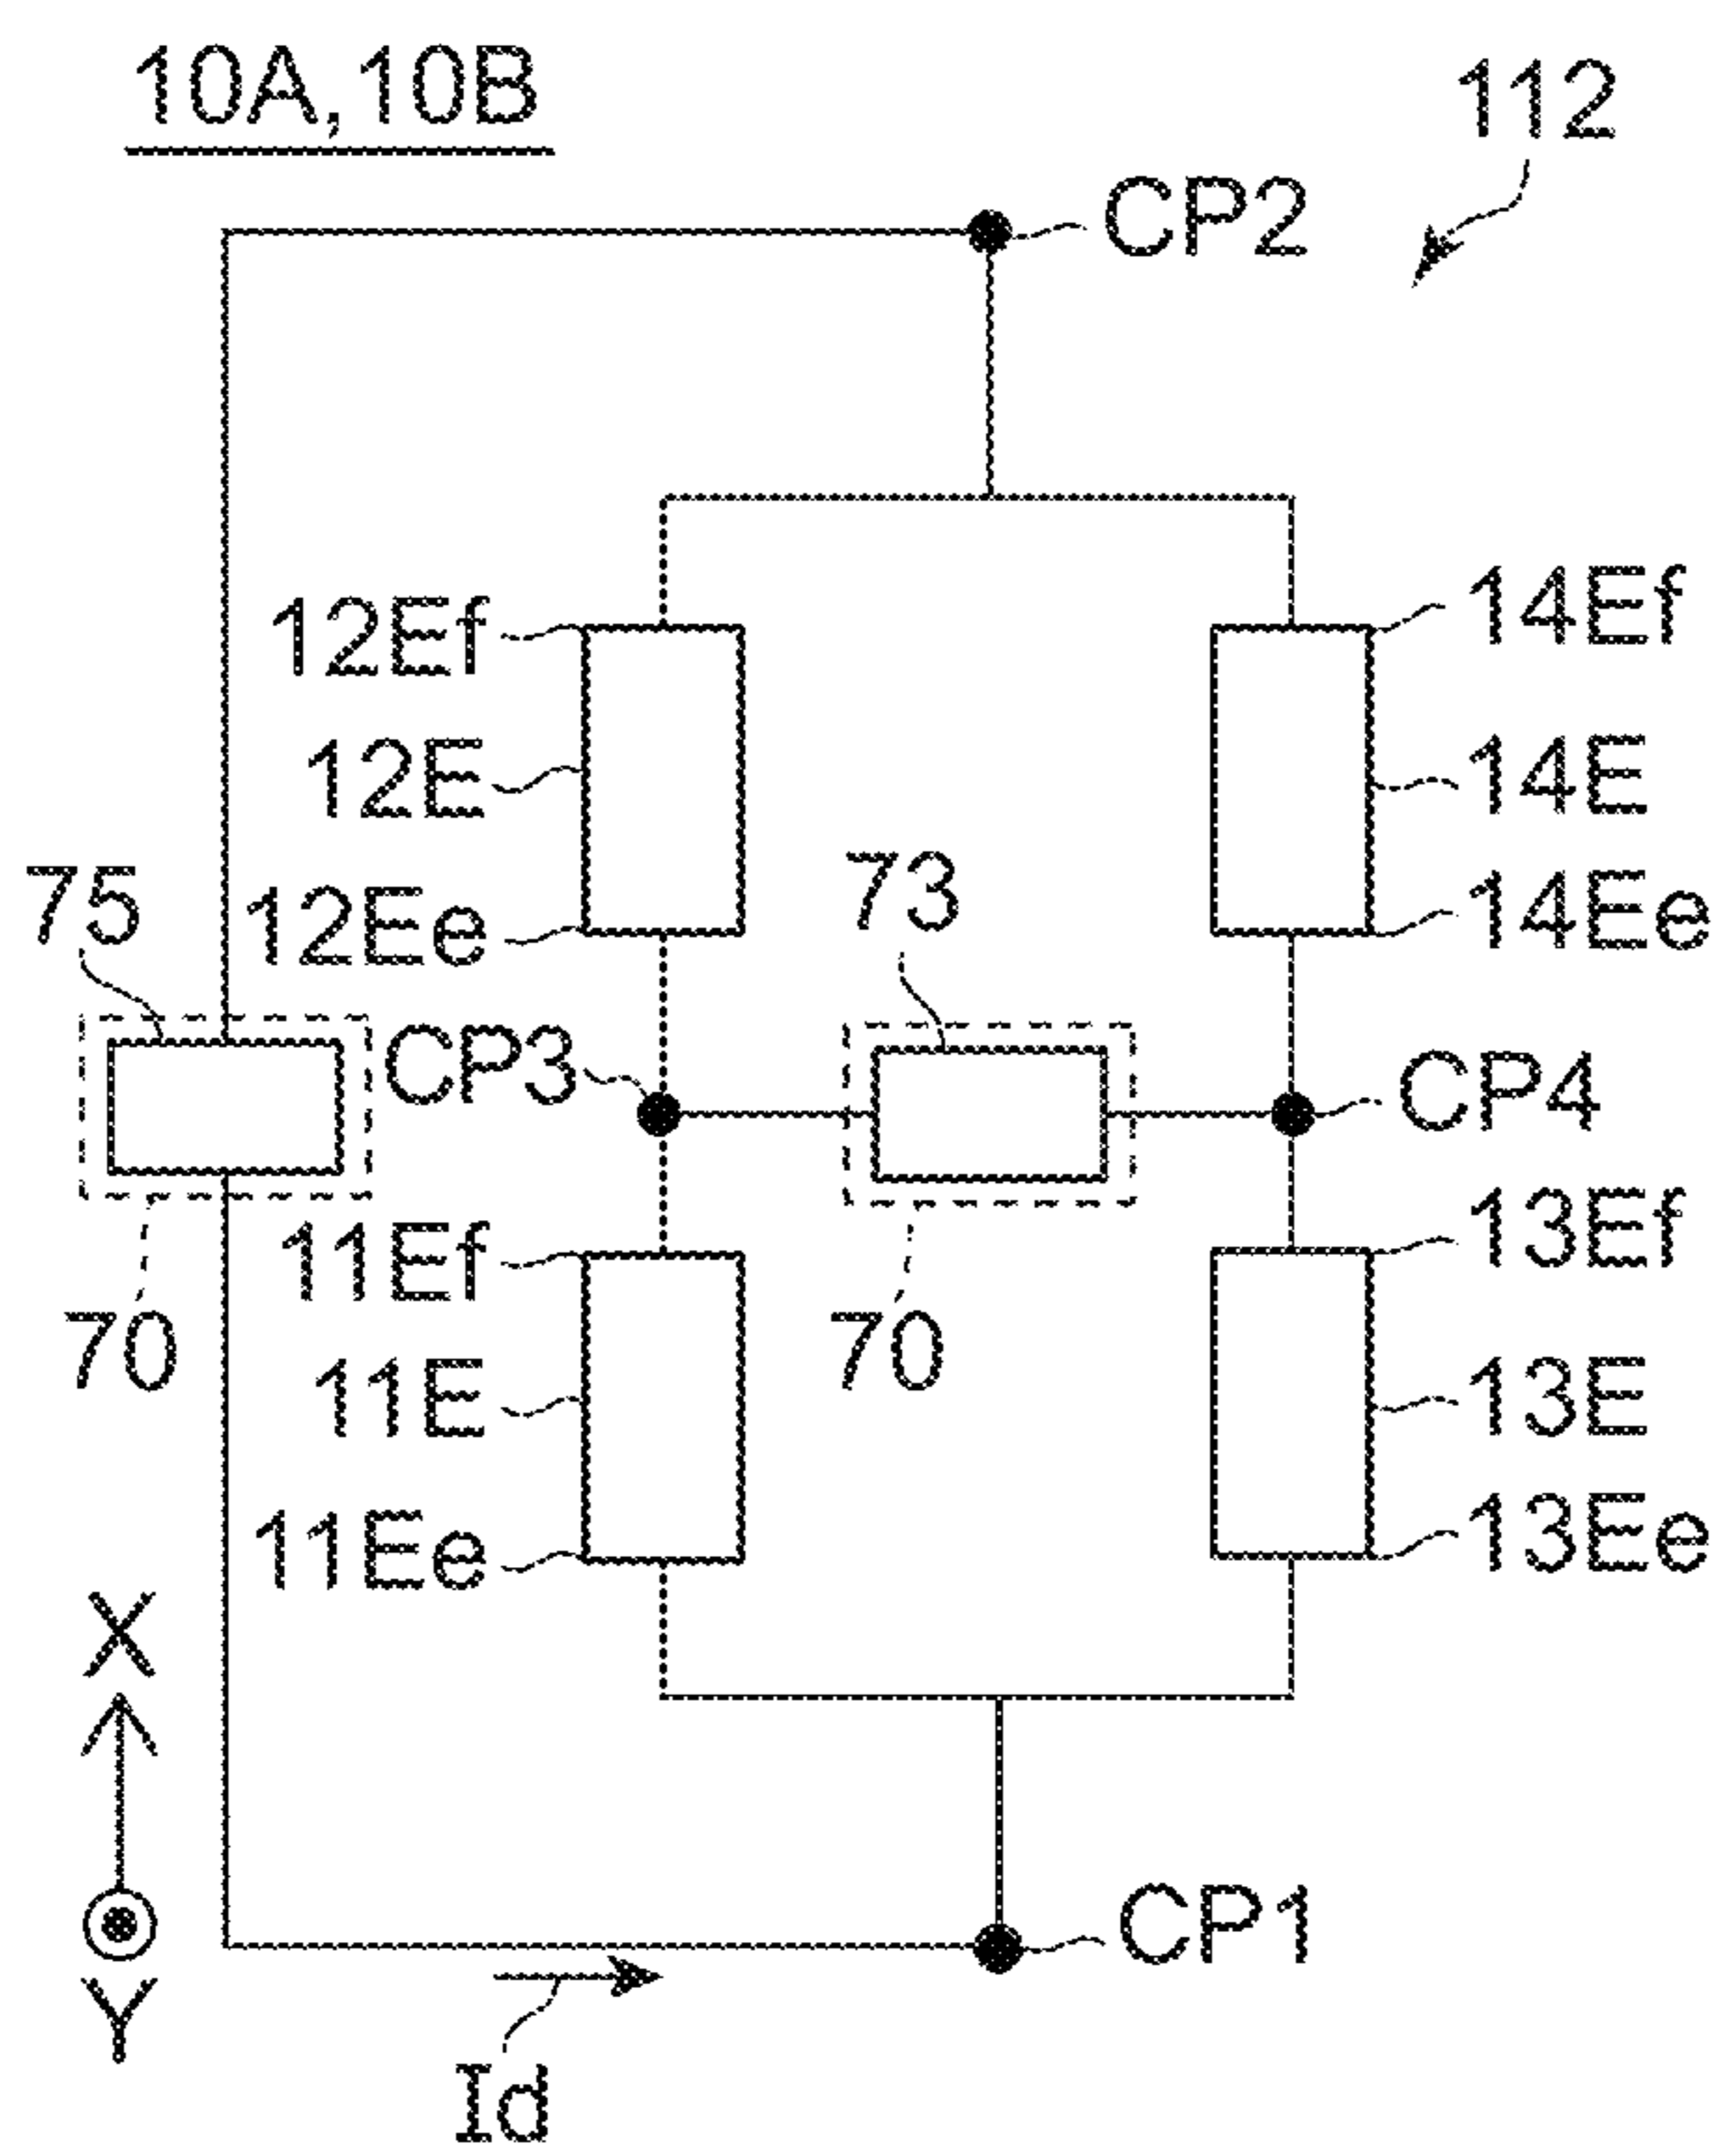 10A,10B
112
CP2
12Ef
14Ef
12E
14E
75
12Ee
73
14Ee
CP3
CP4
11Ef
13Ef
70
70
11E
13E
11Ee
13Ee
X
CP1
Y
Id